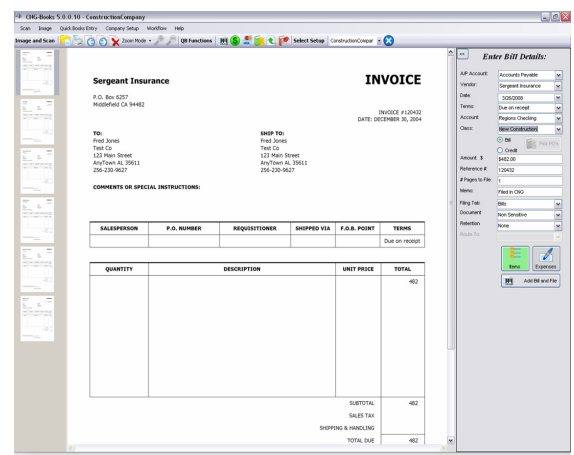 CNG-Books 5.0.0.10 - ConstructionCompany
Scan Image Quick Books Entry Company Setup Workflow Help
Image and Scan Zoom Mode QB Functions Select Setup ConstructionCompar
Sergeant Insurance
INVOICE
P.O. Box 6257
Middlefield CA 94482
INVOICE #120432
DATE: DECEMBER 30, 2004
TO:
Fred Jones
Test Co
123 Main Street
AnyTown AL 35611
256-230-9627
SHIP TO:
Fred Jones
Test Co
123 Main Street
AnyTown AL 35611
256-230-9627
COMMENTS OR SPECIAL INSTRUCTIONS:
SALESPERSON P.O. NUMBER REQUISITIONER SHIPPED VIA F.O.B. POINT TERMS
Due on receipt
QUANTITY DESCRIPTION UNIT PRICE TOTAL
482
SUBTOTAL 482
SALES TAX
SHIPPING & HANDLING
TOTAL DUE 482
Enter Bill Details:
A/P Account: Accounts Payable
Vendor: Sergeant Insurance
Date: 3/26/2008
Terms: Due on receipt
Account: Regions Checking
Class: New Construction
Bill
Credit
Pick PO's
Amount $ $482.00
Reference #: 120432
# Pages to File: 1
Memo: Filed in CNG
Filing Tab: Bills
Document Non Sensitive
Retention None
Route To
Items Expenses
Add Bill and File